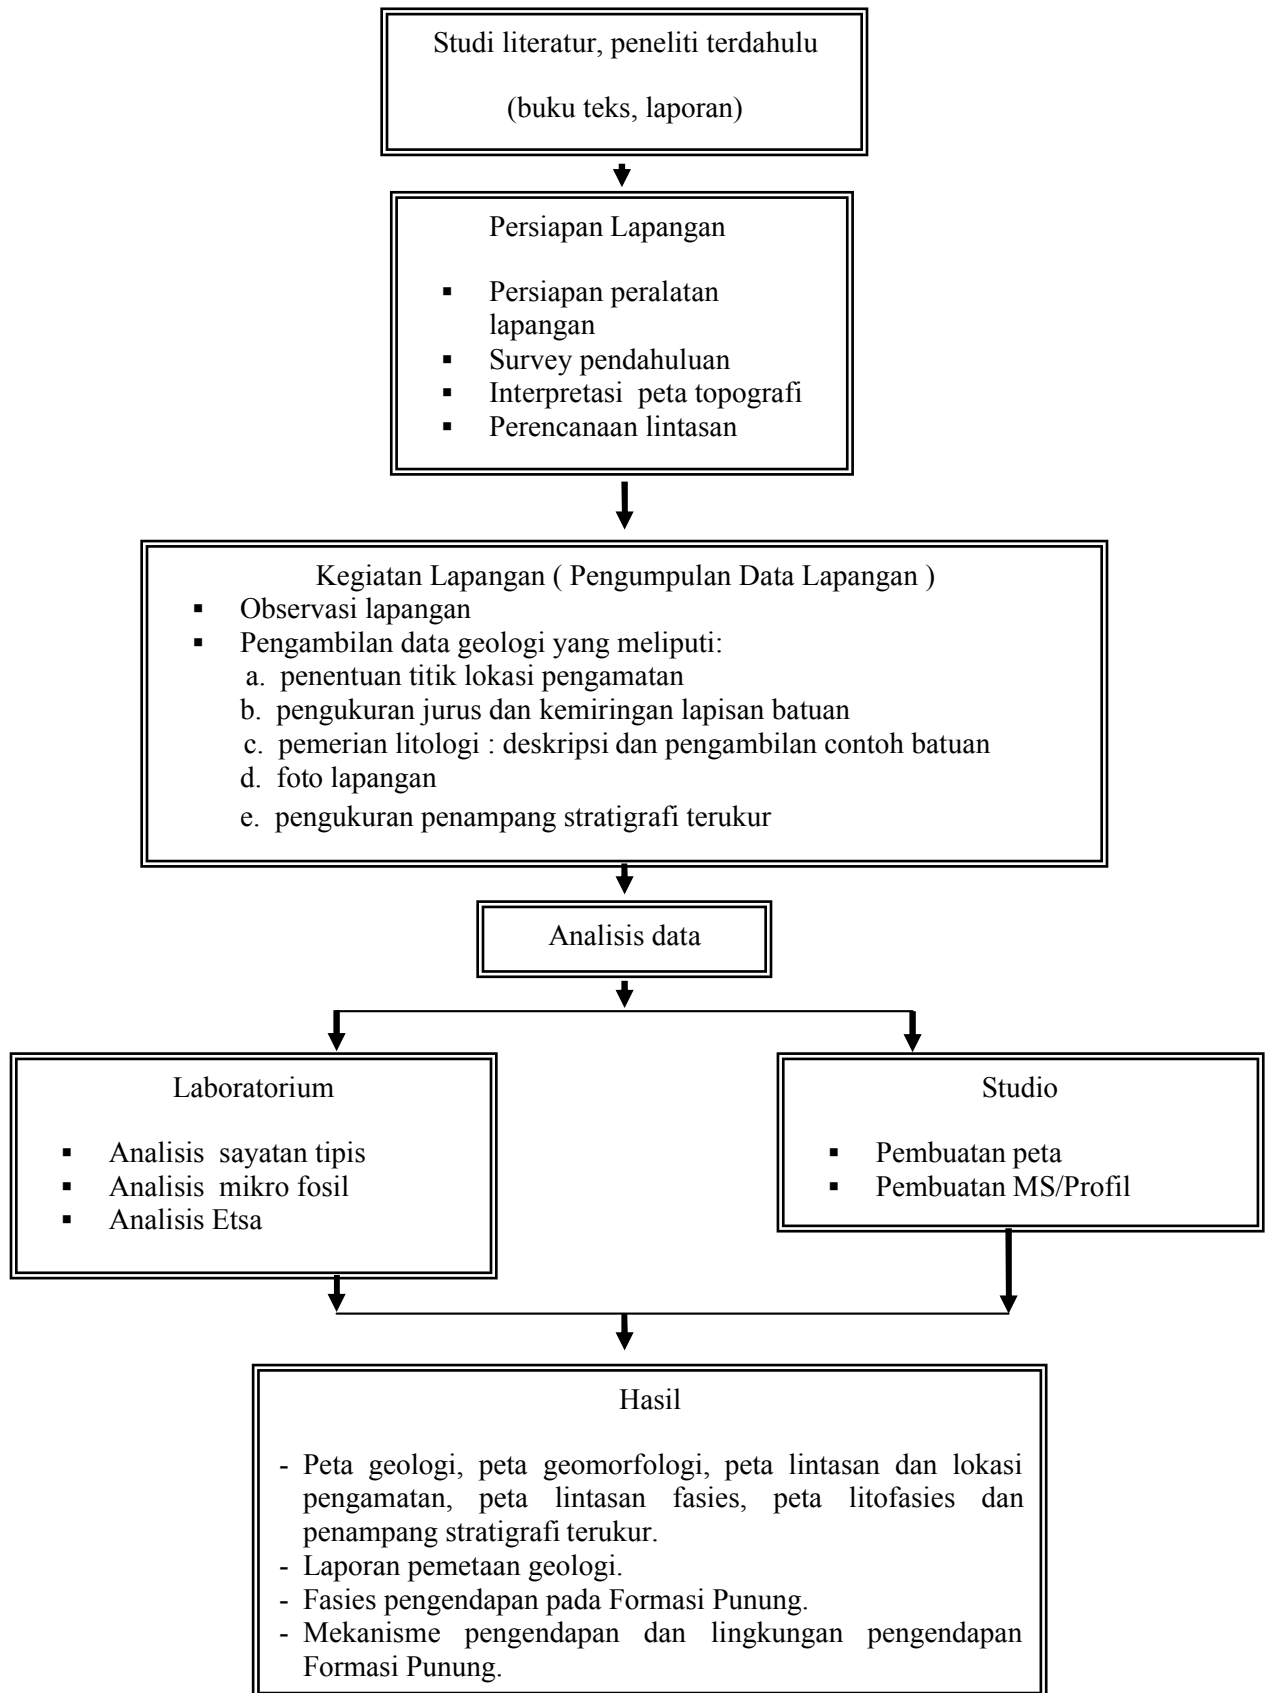 Studi literatur, peneliti terdahulu
(buku teks, laporan)
Persiapan Lapangan
▪ Persiapan peralatan
lapangan
▪ Survey pendahuluan
▪ Interpretasi peta topografi
▪ Perencanaan lintasan
Kegiatan Lapangan ( Pengumpulan Data Lapangan )
▪ Observasi lapangan
▪ Pengambilan data geologi yang meliputi:
a. penentuan titik lokasi pengamatan
b. pengukuran jurus dan kemiringan lapisan batuan
c. pemerian litologi : deskripsi dan pengambilan contoh batuan
d. foto lapangan
e. pengukuran penampang stratigrafi terukur
Analisis data
Laboratorium
▪ Analisis sayatan tipis
▪ Analisis mikro fosil
▪ Analisis Etsa
Studio
▪ Pembuatan peta
▪ Pembuatan MS/Profil
Hasil
- Peta geologi, peta geomorfologi, peta lintasan dan lokasi
pengamatan, peta lintasan fasies, peta litofasies dan
penampang stratigrafi terukur.
- Laporan pemetaan geologi.
- Fasies pengendapan pada Formasi Punung.
- Mekanisme pengendapan dan lingkungan pengendapan
Formasi Punung.